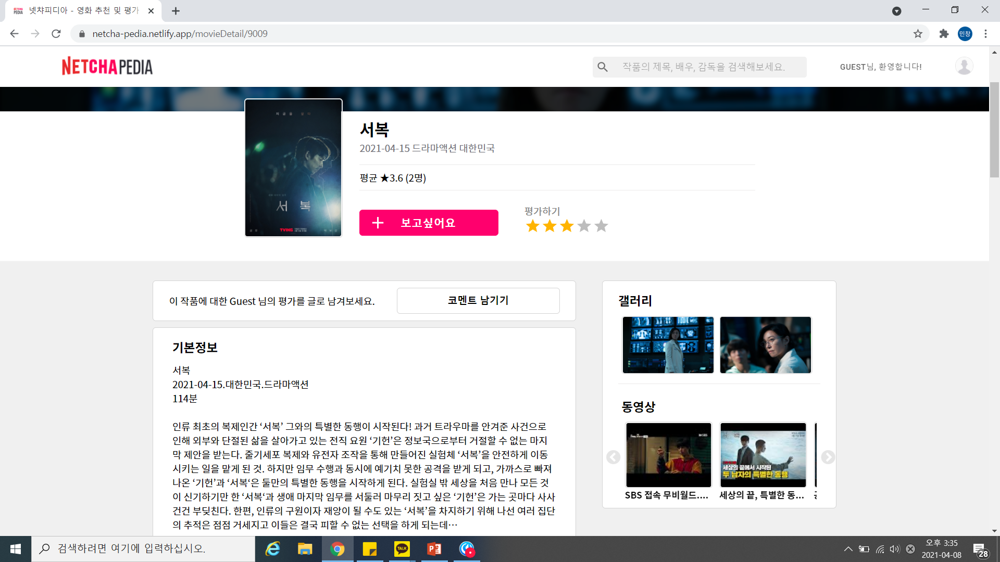 넷챠피디아 - 영화 추천 및 평가
netcha-pedia.netlify.app/movieDetail/9009
민창
NETCHAPEDIA
작품의 제목, 배우, 감독을 검색해보세요.
GUEST님, 환영합니다!
서복
2021-04-15 드라마액션 대한민국
평균 ★3.6 (2명)
서 복
TVING
보고싶어요
평가하기
이 작품에 대한 Guest 님의 평가를 글로 남겨보세요.
코멘트 남기기
기본정보
서복
2021-04-15.대한민국.드라마액션
114분
인류 최초의 복제인간 ‘서복’ 그와의 특별한 동행이 시작된다! 과거 트라우마를 안겨준 사건으로
인해 외부와 단절된 삶을 살아가고 있는 전직 요원 ‘기헌’은 정보국으로부터 거절할 수 없는 마지
막 제안을 받는다. 줄기세포 복제와 유전자 조작을 통해 만들어진 실험체 ‘서복’을 안전하게 이동
시키는 일을 맡게 된 것. 하지만 임무 수행과 동시에 예기치 못한 공격을 받게 되고, 가까스로 빠져
나온 ‘기헌’과 ‘서복‘은 둘만의 특별한 동행을 시작하게 된다. 실험실 밖 세상을 처음 만나 모든 것
이 신기하기만 한 ‘서복‘과 생애 마지막 임무를 서둘러 마무리 짓고 싶은 ‘기헌’은 가는 곳마다 사사
건건 부딪친다. 한편, 인류의 구원이자 재앙이 될 수도 있는 ‘서복’을 차지하기 위해 나선 여러 집단
의 추적은 점점 거세지고 이들은 결국 피할 수 없는 선택을 하게 되는데…
갤러리
동영상
SBS
세상의 끝에서 시작된
두 남자의 특별한 동행
SBS 접속 무비월드....
세상의 끝, 특별한 동...
검색하려면 여기에 입력하십시오.
TALK
오후 3:35
2021-04-08
28